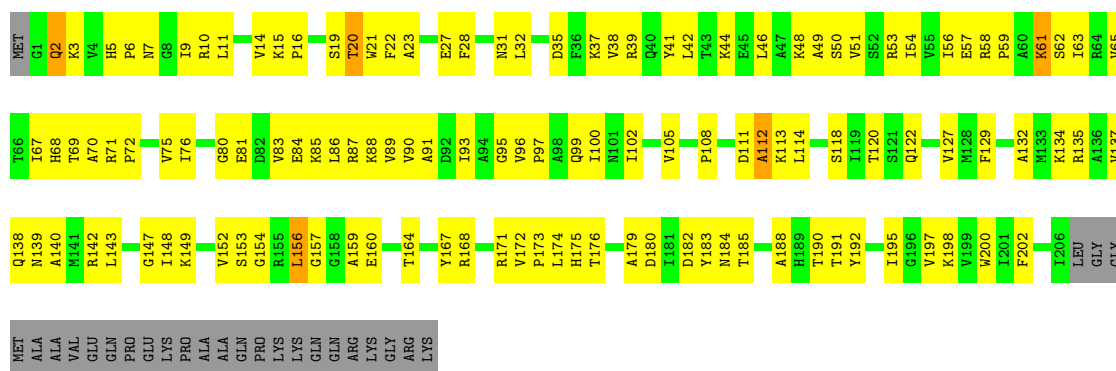 MET G1 Q2 K3 V4 H5 P6 N7 G8 I9 R10 L11 V14 K15 P16 S19 T20 W21 F22 A23 E27 F28 N31 L32 D35 F36 K37 V38 R39 Q40 Y41 L42 T43 K44 E45 L46 A47 K48 A49 S50 V51 S52 R53 I54 V55 I56 E57 R58 P59 A60 K61 S62 I63 R64 V65
T66 I67 H68 T69 A70 R71 P72 V75 I76 G80 E81 D82 V83 E84 K85 L86 R87 K88 V89 V90 A91 D92 I93 A94 G95 V96 P97 A98 Q99 I100 N101 I102 V105 P108 D111 A112 K113 L114 S118 I119 T120 S121 Q122 V127 M128 F129 A132 M133 K134 R135 A136 V137
Q138 N139 A140 M141 R142 L143 G147 I148 K149 V152 S153 G154 R155 L156 G157 G158 A159 E160 T164 Y167 R168 R171 V172 P173 L174 H175 T176 A179 D180 I181 D182 Y183 N184 T185 A188 H189 T190 T191 Y192 I195 G196 V197 K198 V199 W200 I201 F202 I206 LEU GLY GLY
MET ALA ALA VAL GLU GLN PRO GLU LYS PRO ALA ALA GLN PRO LYS LYS GLN GLN ARG LYS GLY ARG LYS